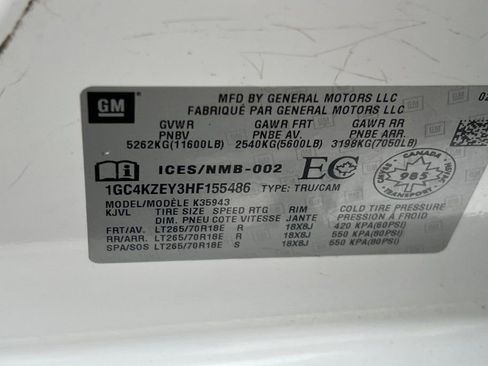 GM
MFD BY GENERAL MOTORS LLC
FABRIQUÉ PAR GENERAL MOTORS LLC
02
GVWR GAWR FRT GAWR RR
PNBV PNBE AV. PNBE AR
5262KG(11600LB) 2540KG(5600LB) 3198KG(7050LB)
ICES/NMB-002 EC
CANADA
985
TRANSPORT
1GC4KZEY3HF155486 TYPE: TRU/CAM
MODEL/MODÈLE K35943
KJVL TIRE SIZE SPEED RTG RIM COLD TIRE PRESSURE
DIM. PNEU COTE VITESSE JANTE PRESSION À FROID
FRT/AV. LT265/70R18E R 18X8J 420 KPA(60PSI)
RR/ARR. LT265/70R18E R 18X8J 550 KPA(80PSI)
SPA/SOS LT265/70R18E S 18X8J 550 KPA(80PSI)